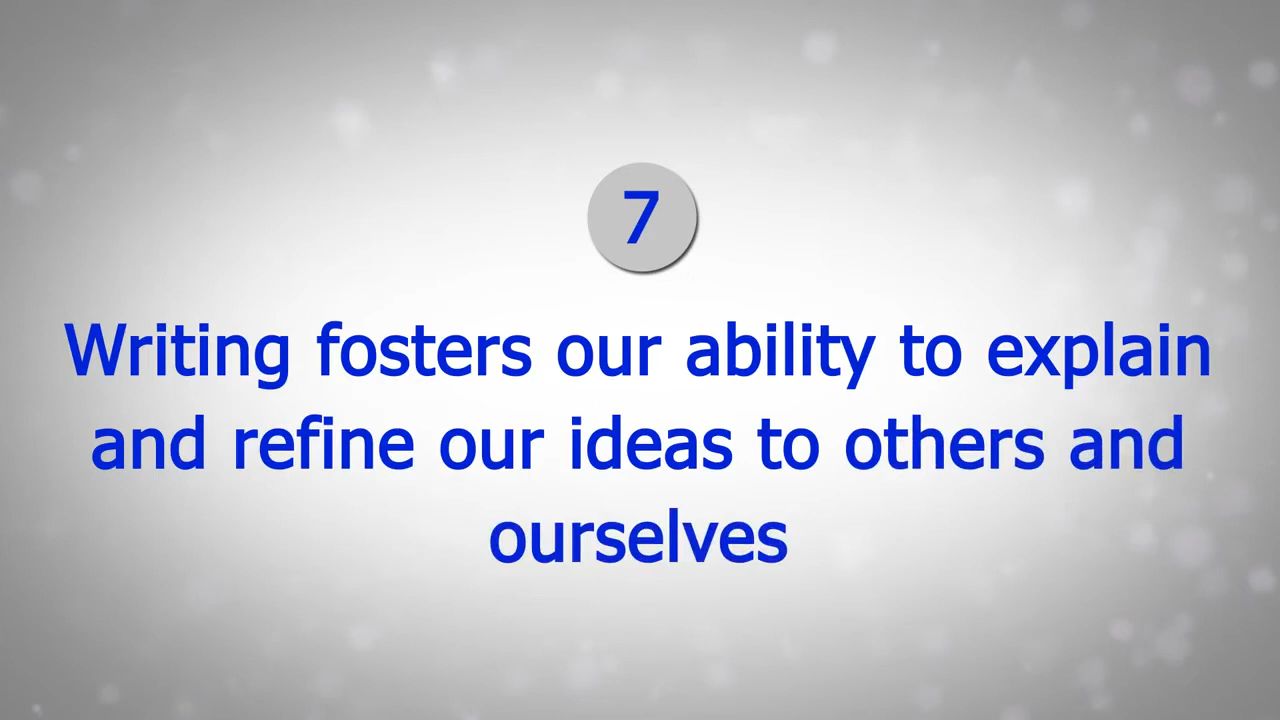 7
Writing fosters our ability to explain
and refine our ideas to others and
ourselves